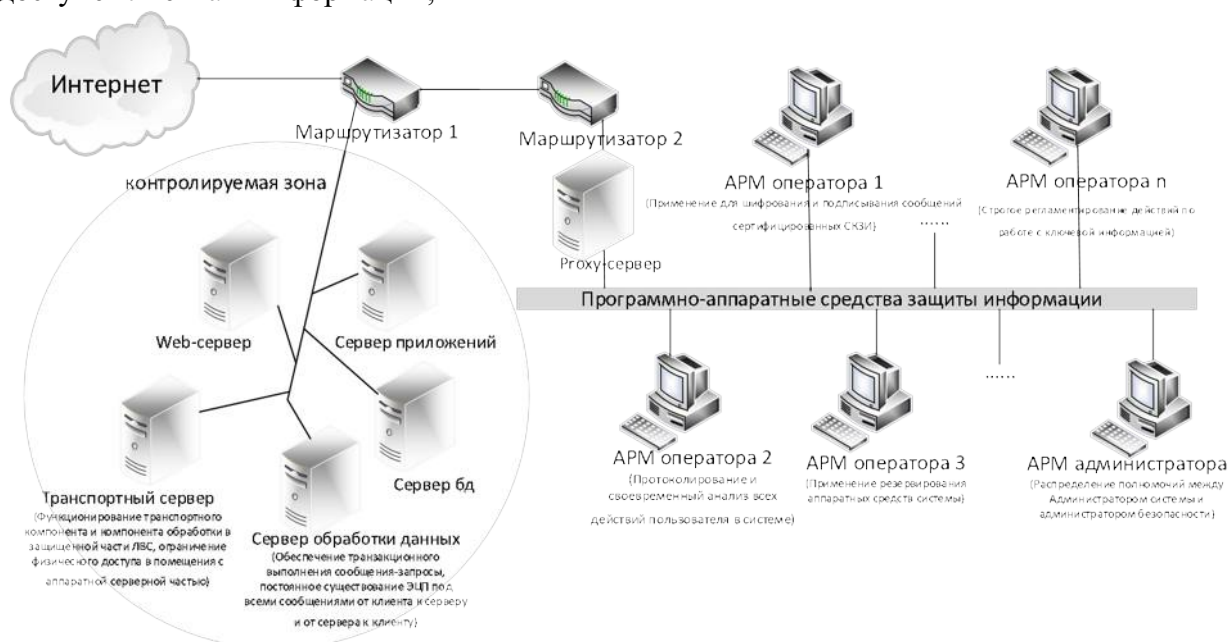 Интернет
Маршрутизатор 1
Маршрутизатор 2
контролируемая зона
Web-сервер
Сервер приложений
Транспортный сервер
(Функционирование транспортного
компонента и компонента обработки в
защищенной части ЛВС, ограничение
физического доступа в помещения с
аппаратной серверной частью)
Сервер бд
Сервер обработки данных
(Обеспечение транзакционного
выполнения сообщения-запросы,
постоянное существование ЭЦП под
всеми сообщениями от клиента к серверу
и от сервера к клиенту)
Proxy-сервер
АРМ оператора 1
(Применение для шифрования и подписывания сообщений
сертифицированных СКЗИ)
......
АРМ оператора n
(Строгое регламентирование действий по
работе с ключевой информацией)
Программно-аппаратные средства защиты информации
АРМ оператора 2
(Протоколирование и
своевременный анализ всех
действий пользователя в системе)
АРМ оператора 3
(Применение резервирования
аппаратных средств системы)
......
АРМ администратора
(Распределение полномочий между
Администратором системы и
администратором безопасности)